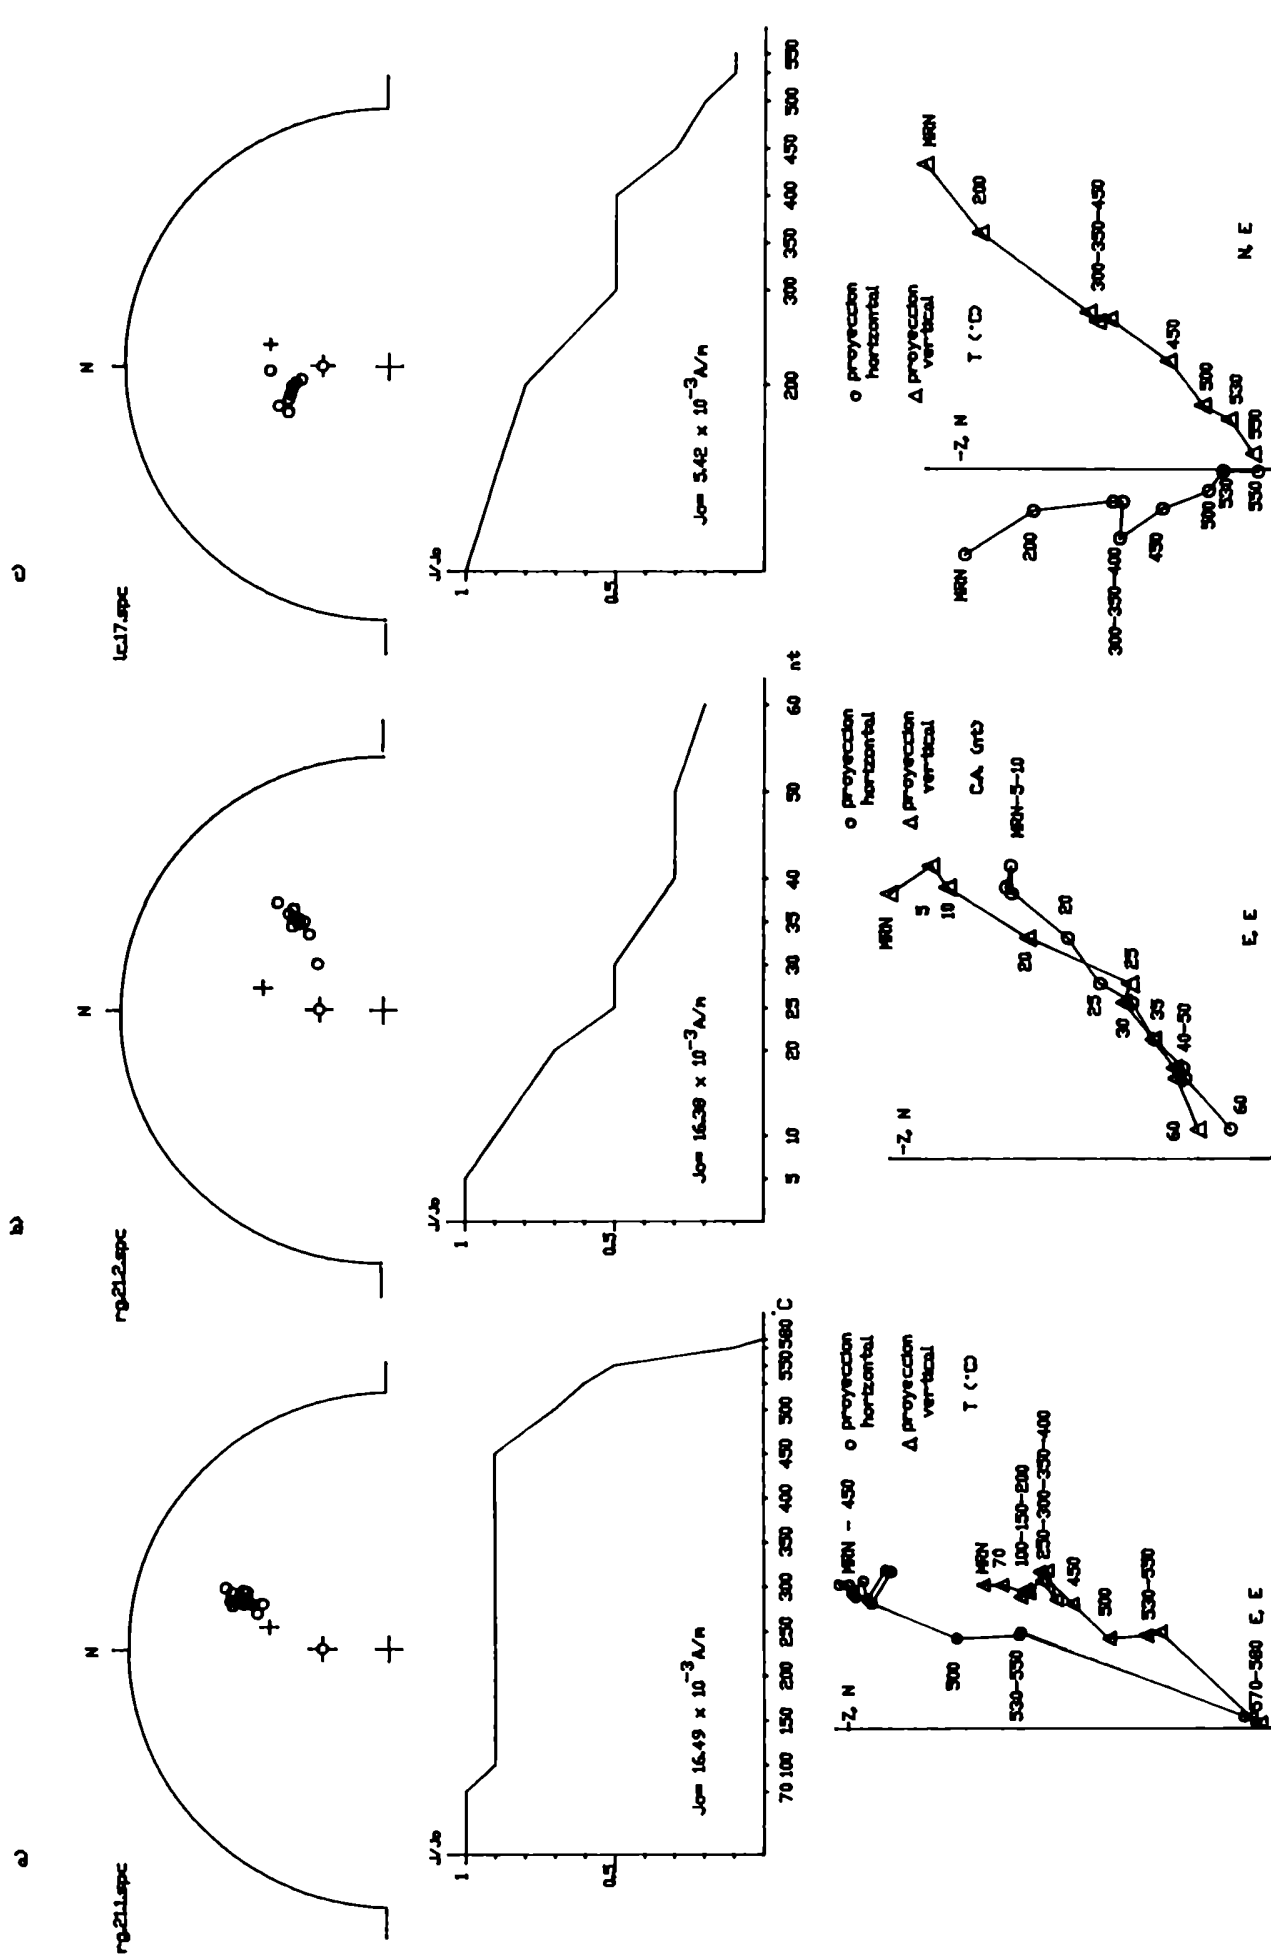 a)
rg211.spc
N
J/Jo
1
0.5
Jo= 16.49 x 10⁻³A/m
70 100 150 200 250 300 350 400 450 500 550 580 °C
-Z, N
MRN - 450
500
530-550
MRN
70
100-150-200
250-300-350-400
450
500
530-550
570-580
E, E
o proyeccion
horizontal
△ proyeccion
vertical
T (°C)
b)
rg212.spc
N
J/Jo
1
0.5
Jo= 16.38 x 10⁻³A/m
5 10 20 25 30 35 40 50 60 mt
-Z, N
MRN
5
10
20
25
30
35
40-50
60
MRN-5-10
20
25
60
E, E
o proyeccion
horizontal
△ proyeccion
vertical
C.A. (mt)
c)
lc17.spc
N
J/Jo
1
0.5
Jo= 5.42 x 10⁻³A/m
200 300 350 400 450 500 550
-Z, N
MRN
200
300-350-400
450
500
530
550
MRN
200
300-350-450
450
500
530
550
N, E
o proyeccion
horizontal
△ proyeccion
vertical
T (°C)